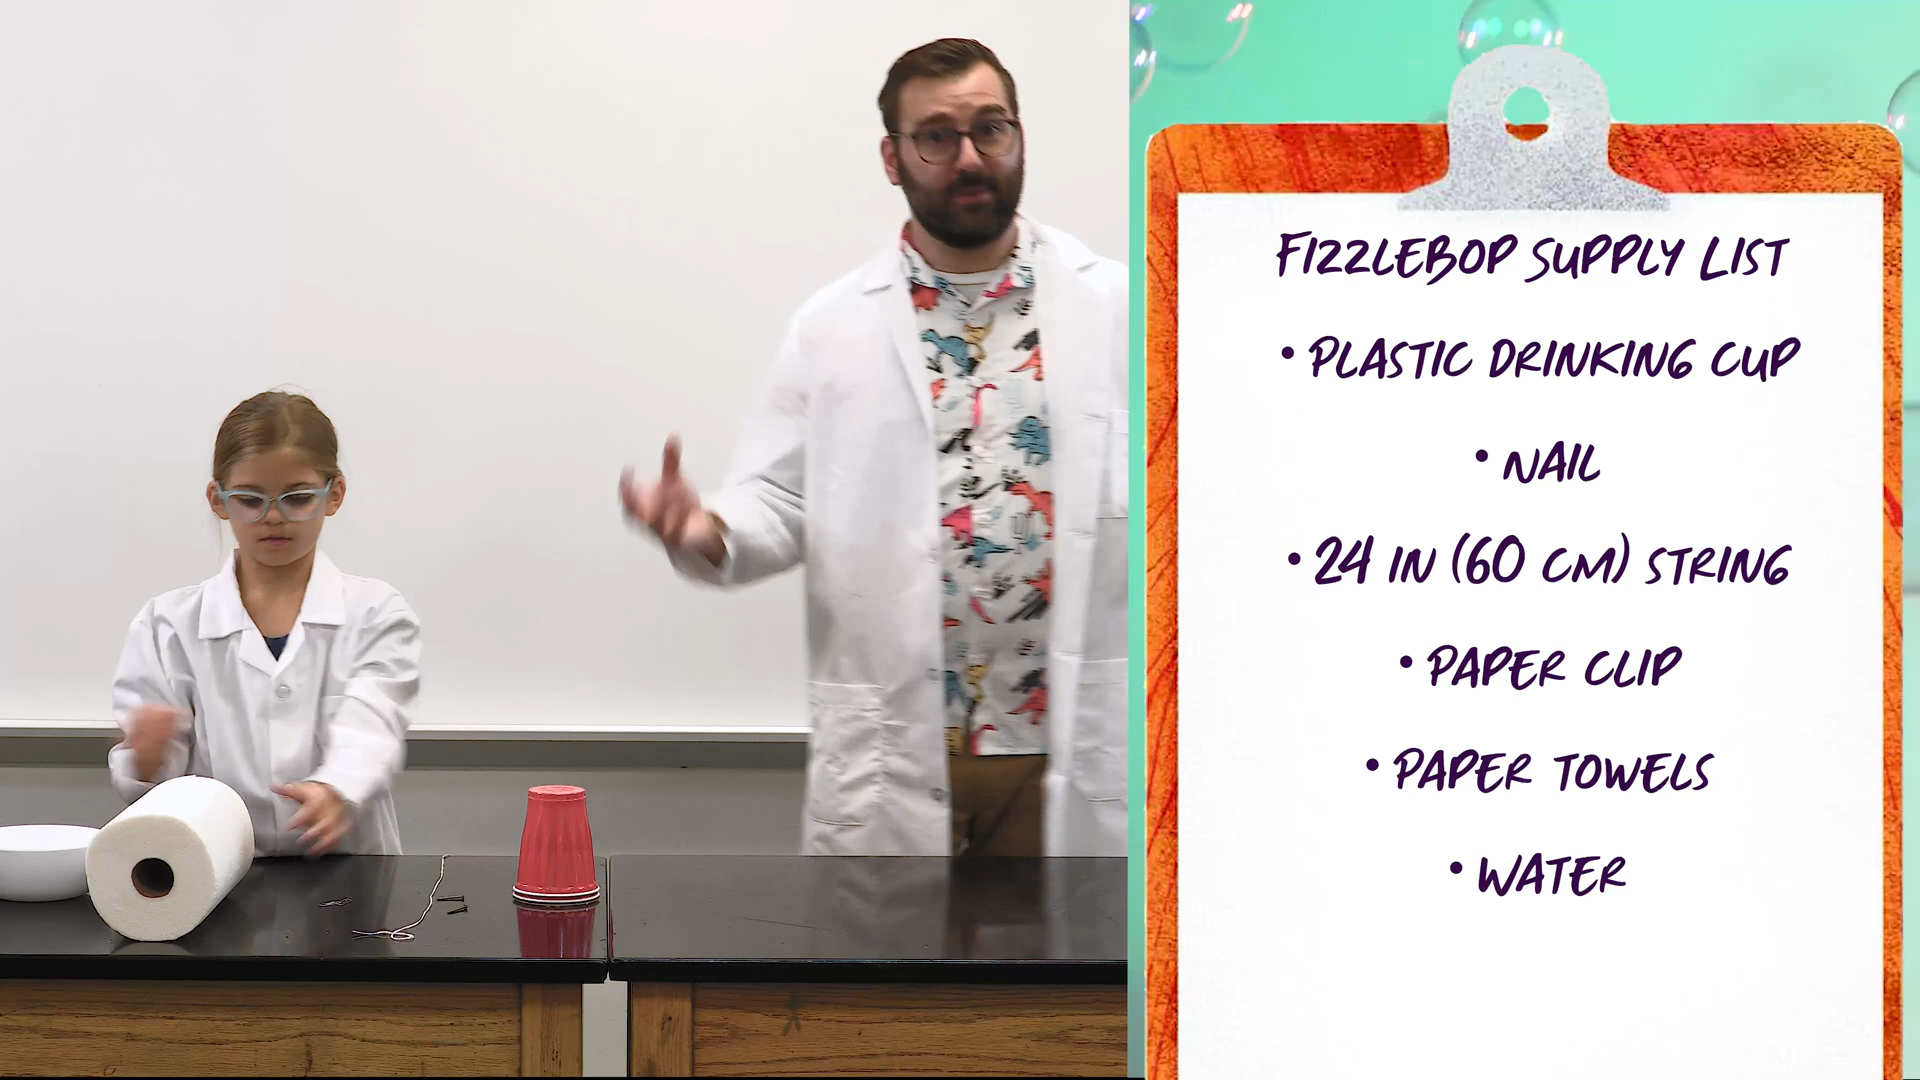 FIZZLEBOP SUPPLY LIST
• PLASTIC DRINKING CUP
• NAIL
• 24 IN (60 CM) STRING
• PAPER CLIP
• PAPER TOWELS
• WATER